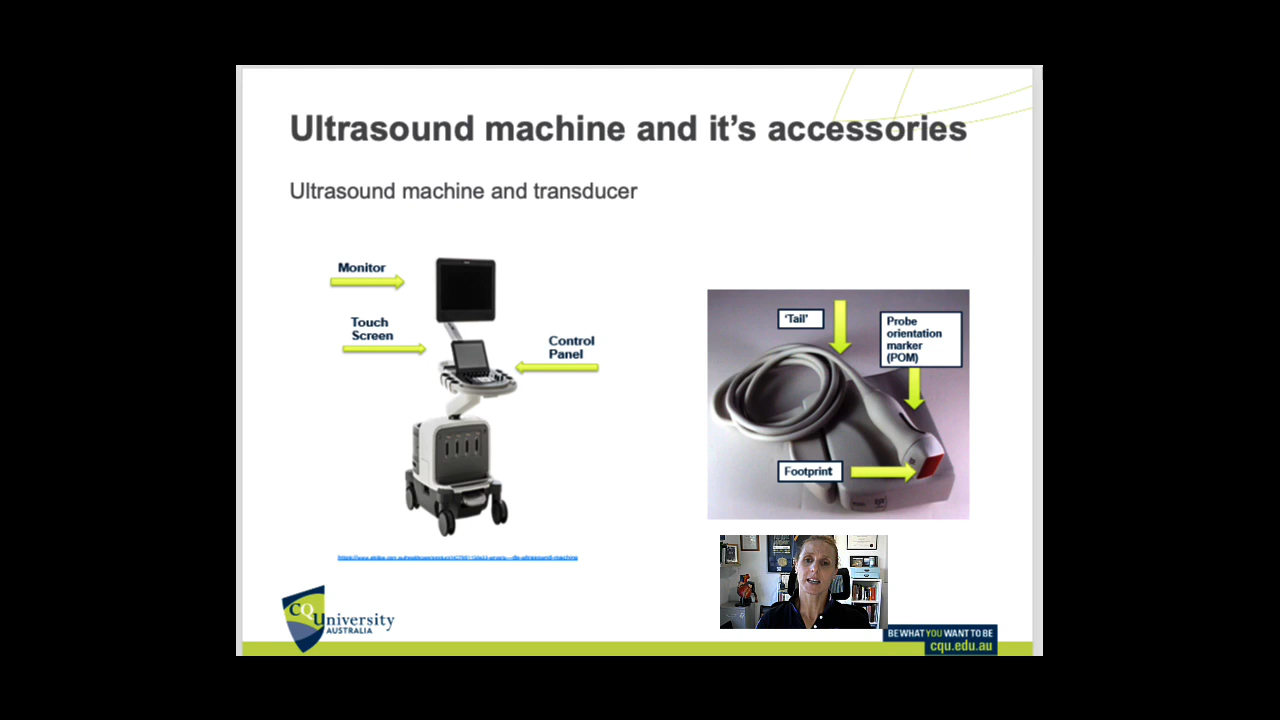 Ultrasound machine and it's accessories
Ultrasound machine and transducer
Monitor
Touch
Screen
Control
Panel
'Tail'
Probe
orientation
marker
(POM)
Footprint
CQUniversity
AUSTRALIA
BE WHAT YOU WANT TO BE
cqu.edu.au